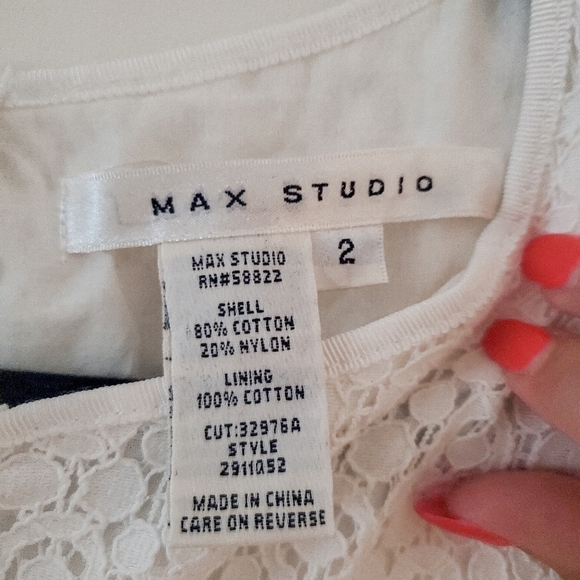 MAX STUDIO
2
MAX STUDIO
RN#58822
SHELL
80% COTTON
20% NYLON
LINING
100% COTTON
CUT:32976A
STYLE
2911Q52
MADE IN CHINA
CARE ON REVERSE